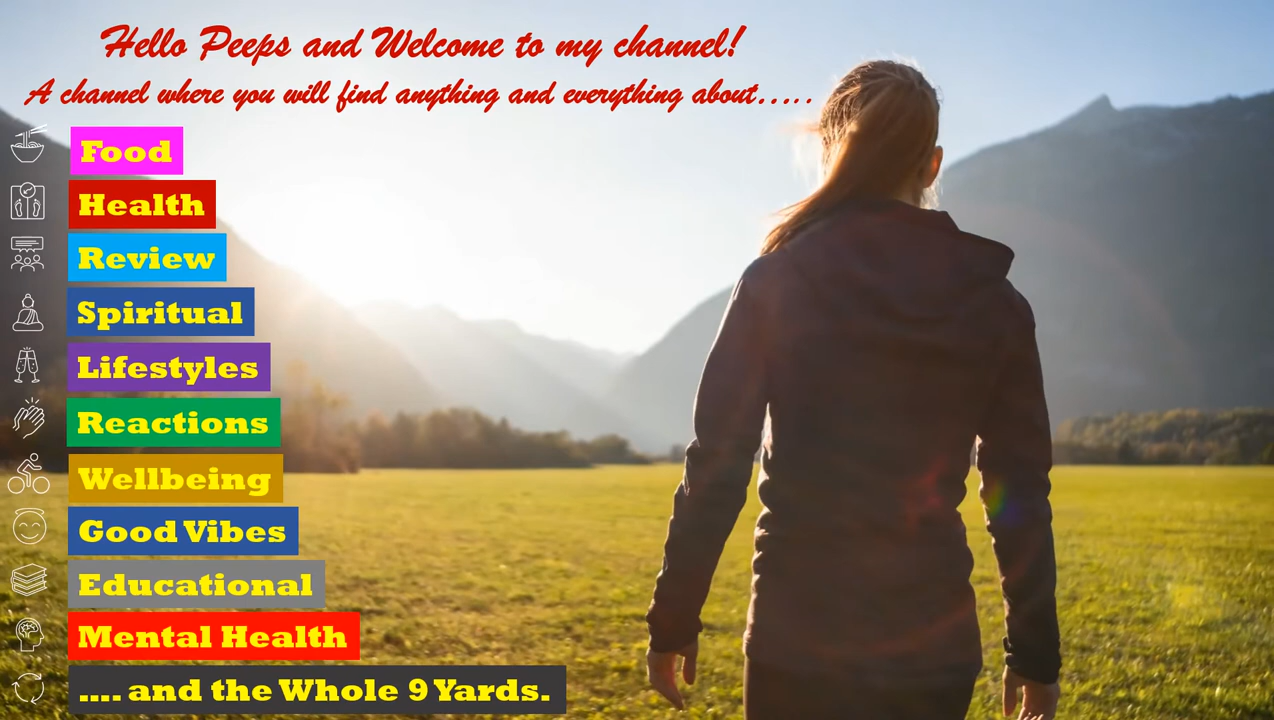 Hello Peeps and Welcome to my channel!
A channel where you will find anything and everything about.....
Food
Health
Review
Spiritual
Lifestyles
Reactions
Wellbeing
Good Vibes
Educational
Mental Health
.... and the Whole 9 Yards.